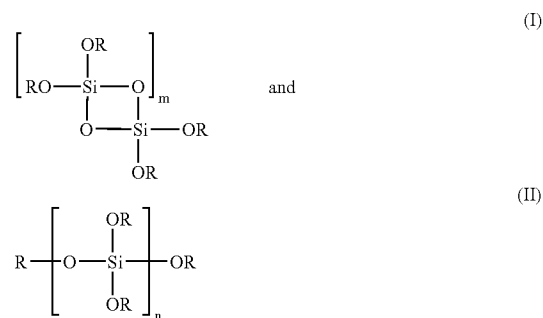 (I)
OR
RO Si O m and
O Si OR
OR
(II)
OR
R O Si OR
OR n